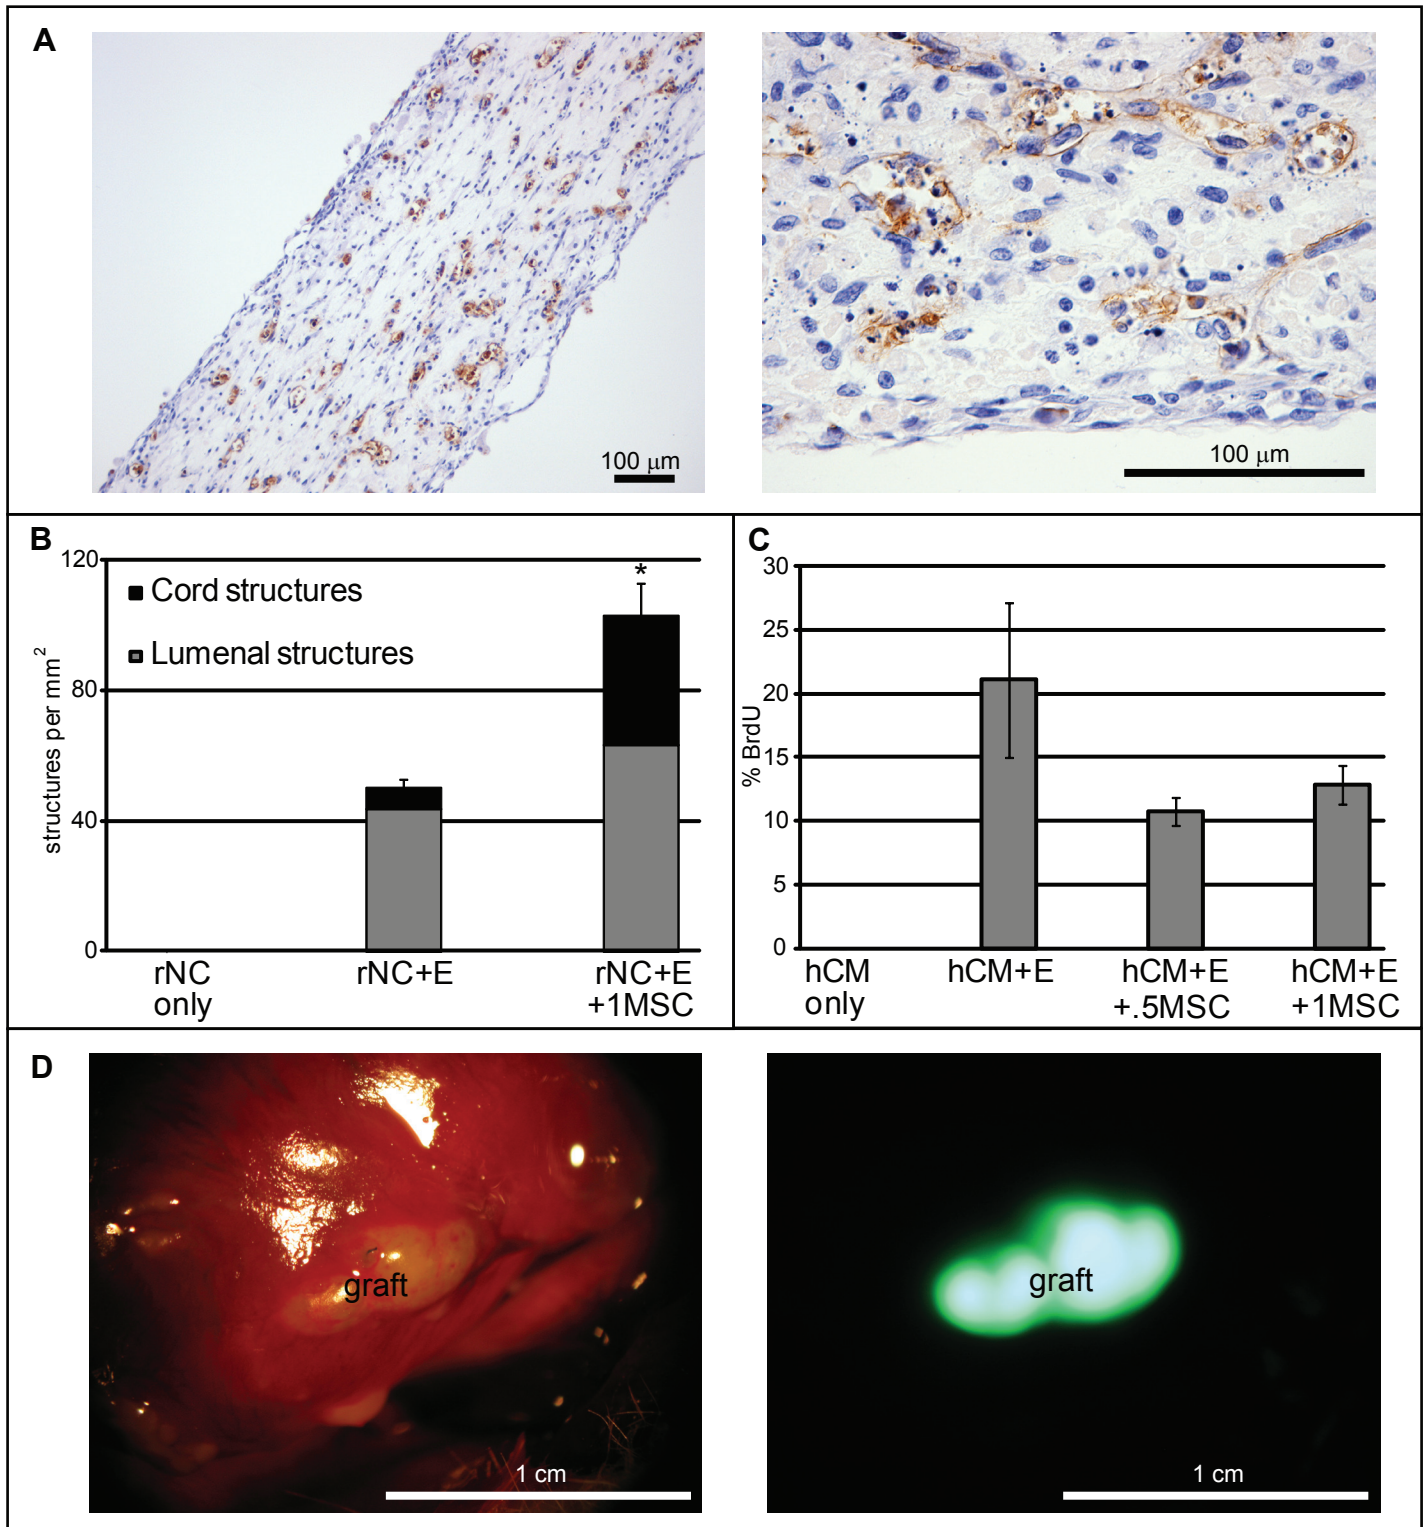 A
100 μm
100 μm
B
120
80
40
0
structures per mm²
Cord structures
Lumenal structures
*
rNC
only
rNC+E
rNC+E
+1MSC
C
30
25
20
15
10
5
0
% BrdU
hCM
only
hCM+E
hCM+E
+.5MSC
hCM+E
+1MSC
D
graft
1 cm
graft
1 cm